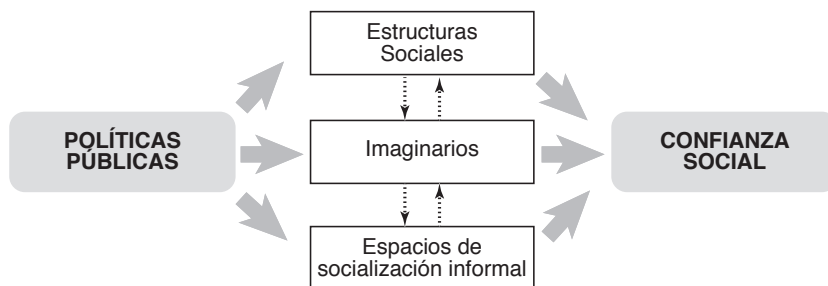 Estructuras
Sociales
POLÍTICAS
PÚBLICAS
Imaginarios
CONFIANZA
SOCIAL
Espacios de
socialización informal